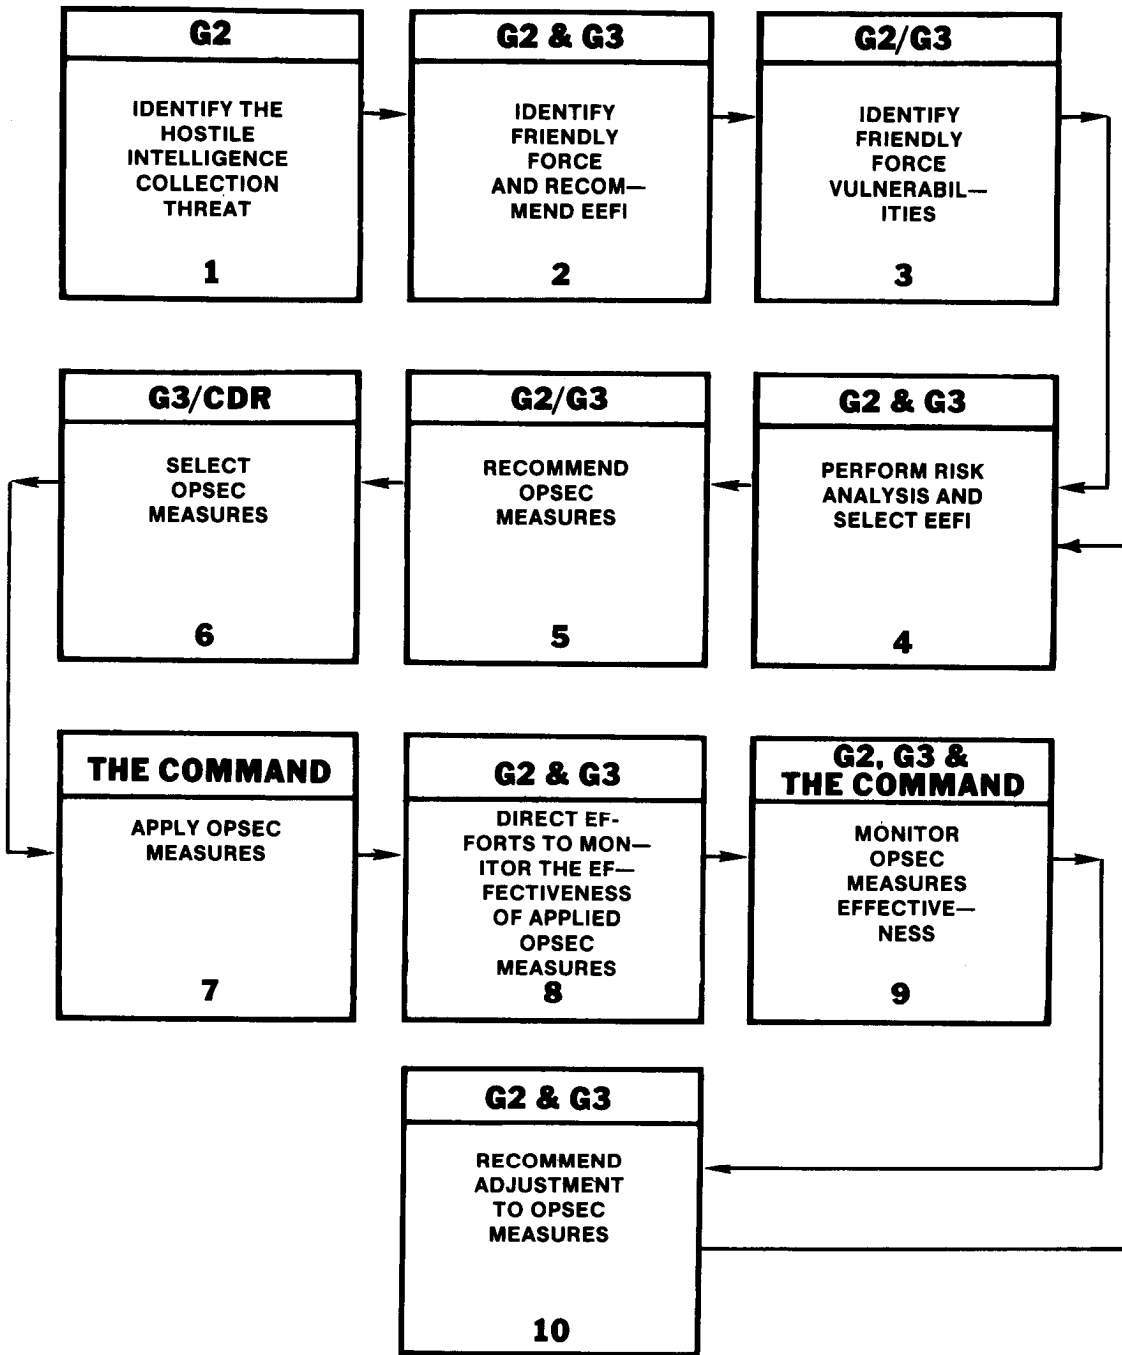 G2
IDENTIFY THE
HOSTILE
INTELLIGENCE
COLLECTION
THREAT
1
G2 & G3
IDENTIFY
FRIENDLY
FORCE
AND RECOM—
MEND EEFI
2
G2/G3
IDENTIFY
FRIENDLY
FORCE
VULNERABIL—
ITIES
3
G2 & G3
PERFORM RISK
ANALYSIS AND
SELECT EEFI
4
G2/G3
RECOMMEND
OPSEC
MEASURES
5
G3/CDR
SELECT
OPSEC
MEASURES
6
THE COMMAND
APPLY OPSEC
MEASURES
7
G2 & G3
DIRECT EF-
FORTS TO MON—
ITOR THE EF—
FECTIVENESS
OF APPLIED
OPSEC
MEASURES
8
G2, G3 &
THE COMMAND
MONITOR
OPSEC
MEASURES
EFFECTIVE—
NESS
9
G2 & G3
RECOMMEND
ADJUSTMENT
TO OPSEC
MEASURES
10